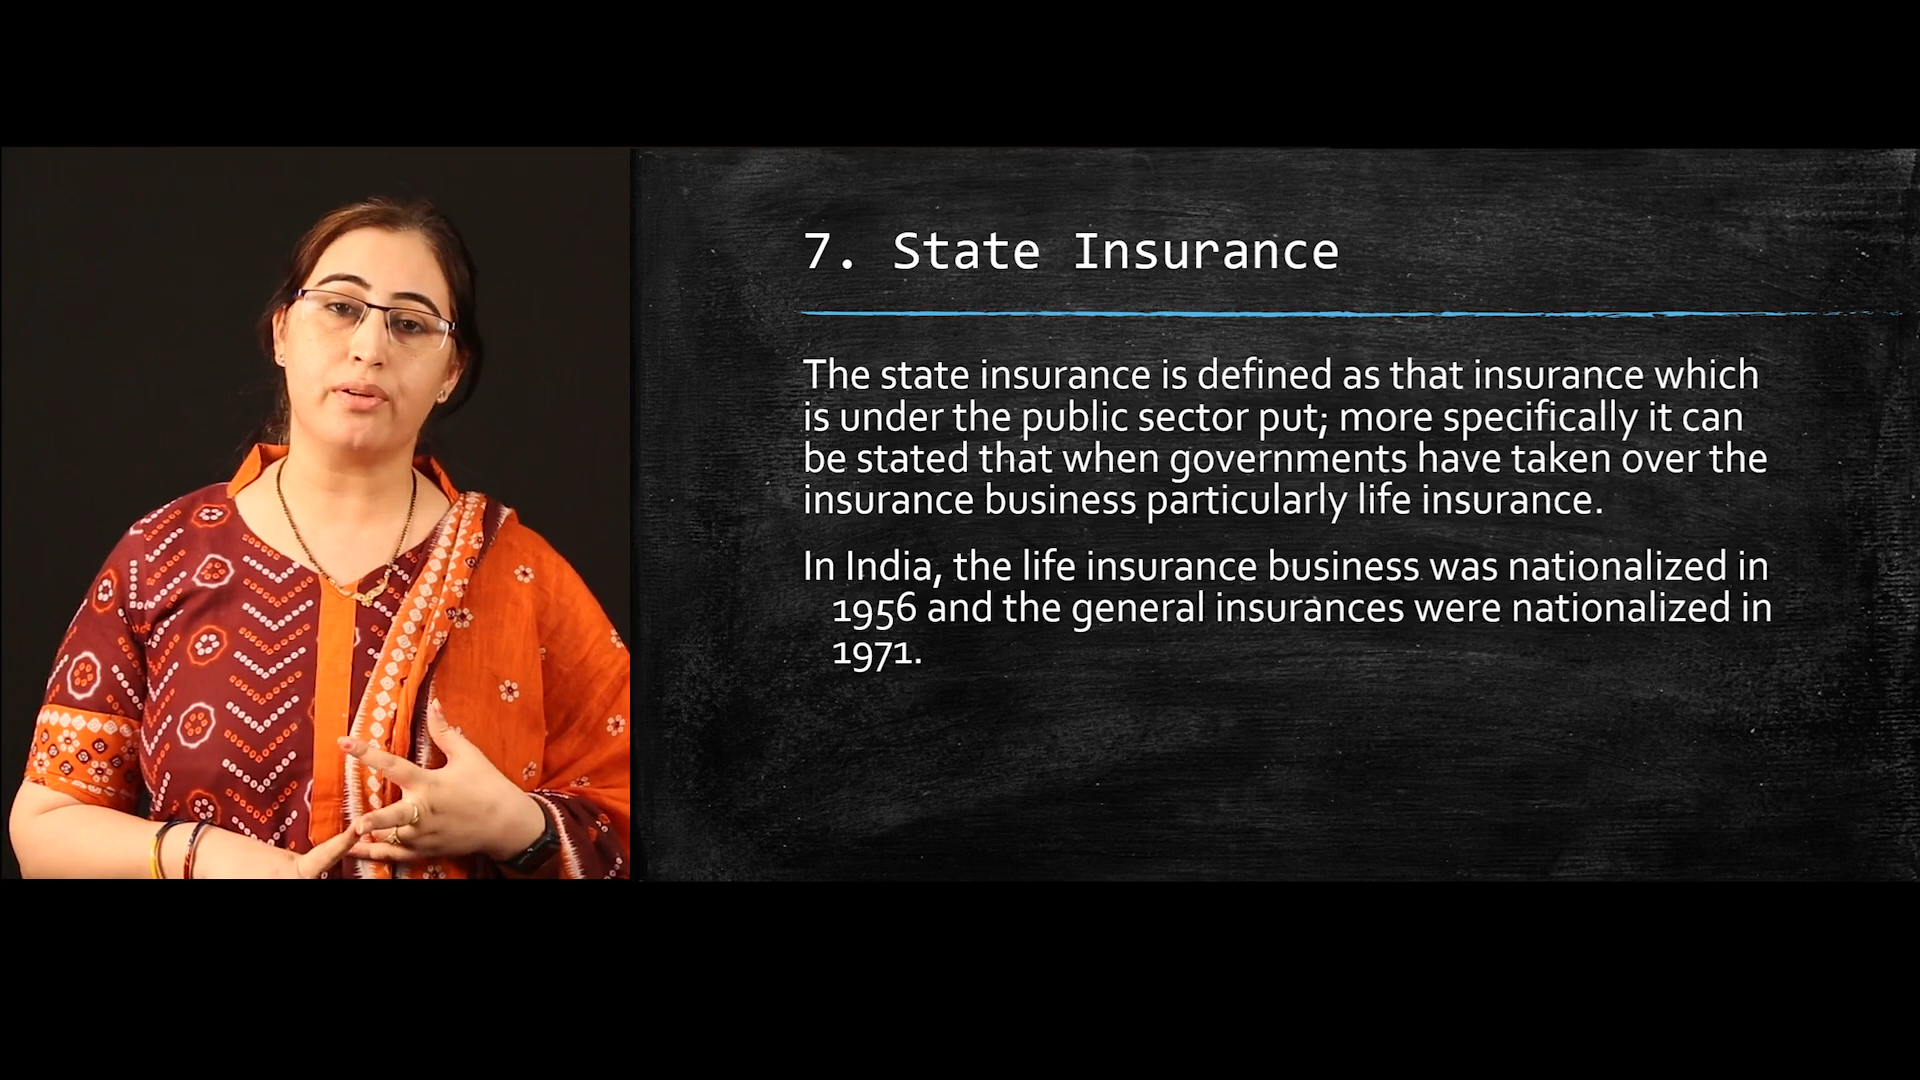 7. State Insurance
The state insurance is defined as that insurance which
is under the public sector put; more specifically it can
be stated that when governments have taken over the
insurance business particularly life insurance.
In India, the life insurance business was nationalized in
1956 and the general insurances were nationalized in
1971.